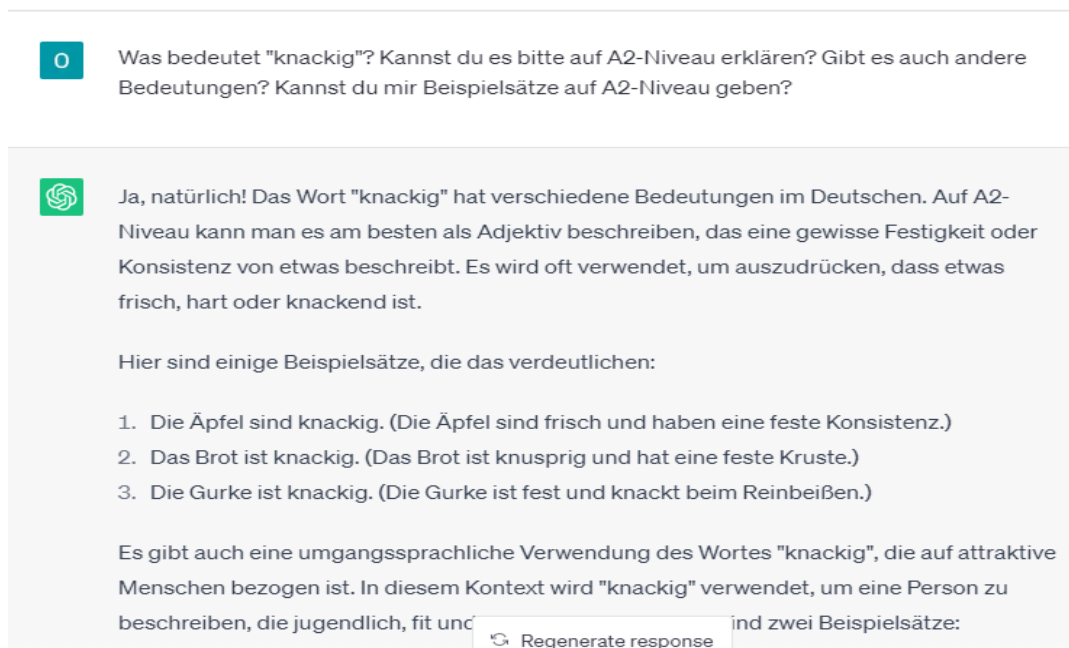 O
Was bedeutet "knackig"? Kannst du es bitte auf A2-Niveau erklären? Gibt es auch andere
Bedeutungen? Kannst du mir Beispielsätze auf A2-Niveau geben?
Ja, natürlich! Das Wort "knackig" hat verschiedene Bedeutungen im Deutschen. Auf A2-
Niveau kann man es am besten als Adjektiv beschreiben, das eine gewisse Festigkeit oder
Konsistenz von etwas beschreibt. Es wird oft verwendet, um auszudrücken, dass etwas
frisch, hart oder knackend ist.
Hier sind einige Beispielsätze, die das verdeutlichen:
1. Die Äpfel sind knackig. (Die Äpfel sind frisch und haben eine feste Konsistenz.)
2. Das Brot ist knackig. (Das Brot ist knusprig und hat eine feste Kruste.)
3. Die Gurke ist knackig. (Die Gurke ist fest und knackt beim Reinbeißen.)
Es gibt auch eine umgangssprachliche Verwendung des Wortes "knackig", die auf attraktive
Menschen bezogen ist. In diesem Kontext wird "knackig" verwendet, um eine Person zu
beschreiben, die jugendlich, fit und zwei Beispielsätze:
Regenerate response